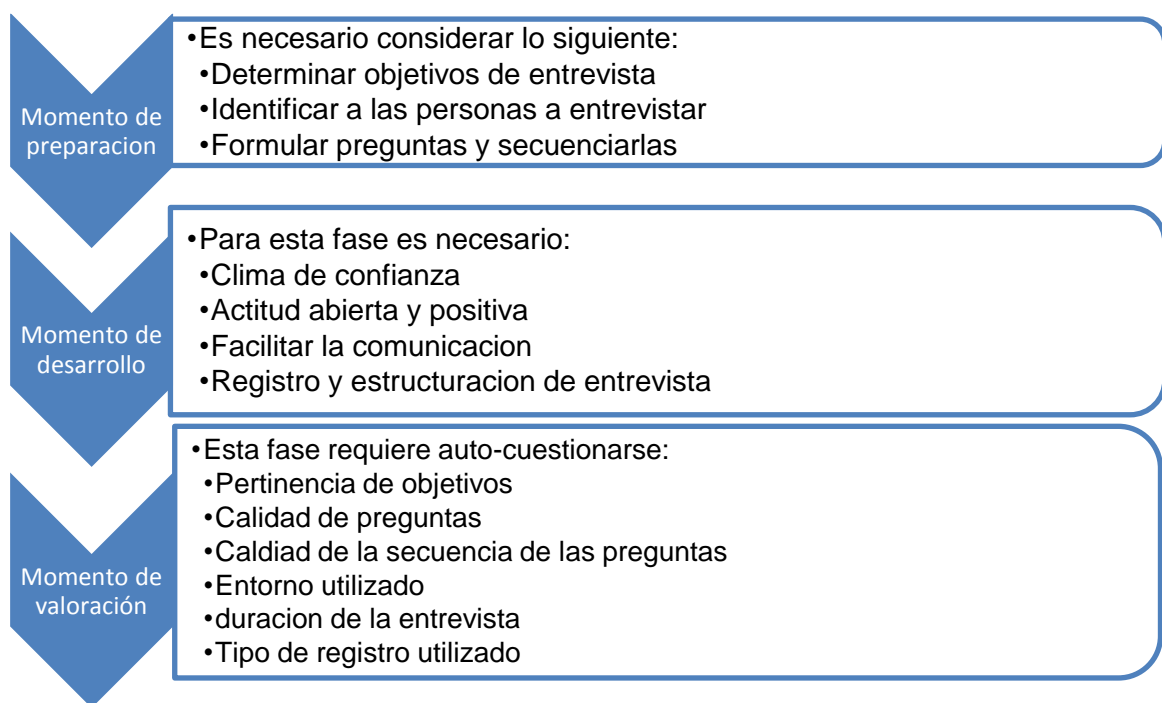 Momento de
preparacion
•Es necesario considerar lo siguiente:
•Determinar objetivos de entrevista
•Identificar a las personas a entrevistar
•Formular preguntas y secuenciarlas
Momento de
desarrollo
•Para esta fase es necesario:
•Clima de confianza
•Actitud abierta y positiva
•Facilitar la comunicacion
•Registro y estructuracion de entrevista
Momento de
valoración
•Esta fase requiere auto-cuestionarse:
•Pertinencia de objetivos
•Calidad de preguntas
•Caldiad de la secuencia de las preguntas
•Entorno utilizado
•duracion de la entrevista
•Tipo de registro utilizado